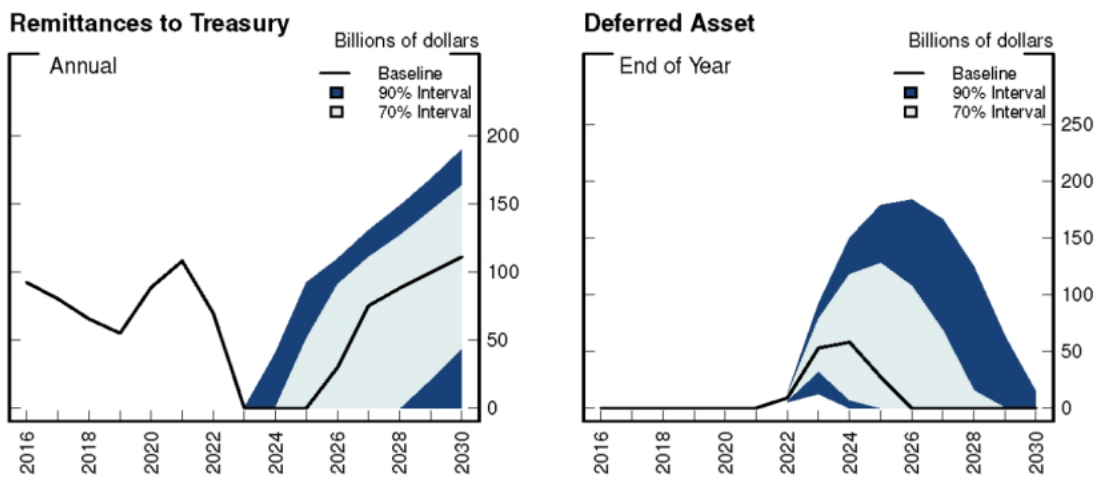 Remittances to Treasury
Billions of dollars
Annual
Baseline
90% Interval
70% Interval
200
150
100
50
0
2016
2018
2020
2022
2024
2026
2028
2030
Deferred Asset
Billions of dollars
End of Year
Baseline
90% Interval
70% Interval
250
200
150
100
50
0
2016
2018
2020
2022
2024
2026
2028
2030